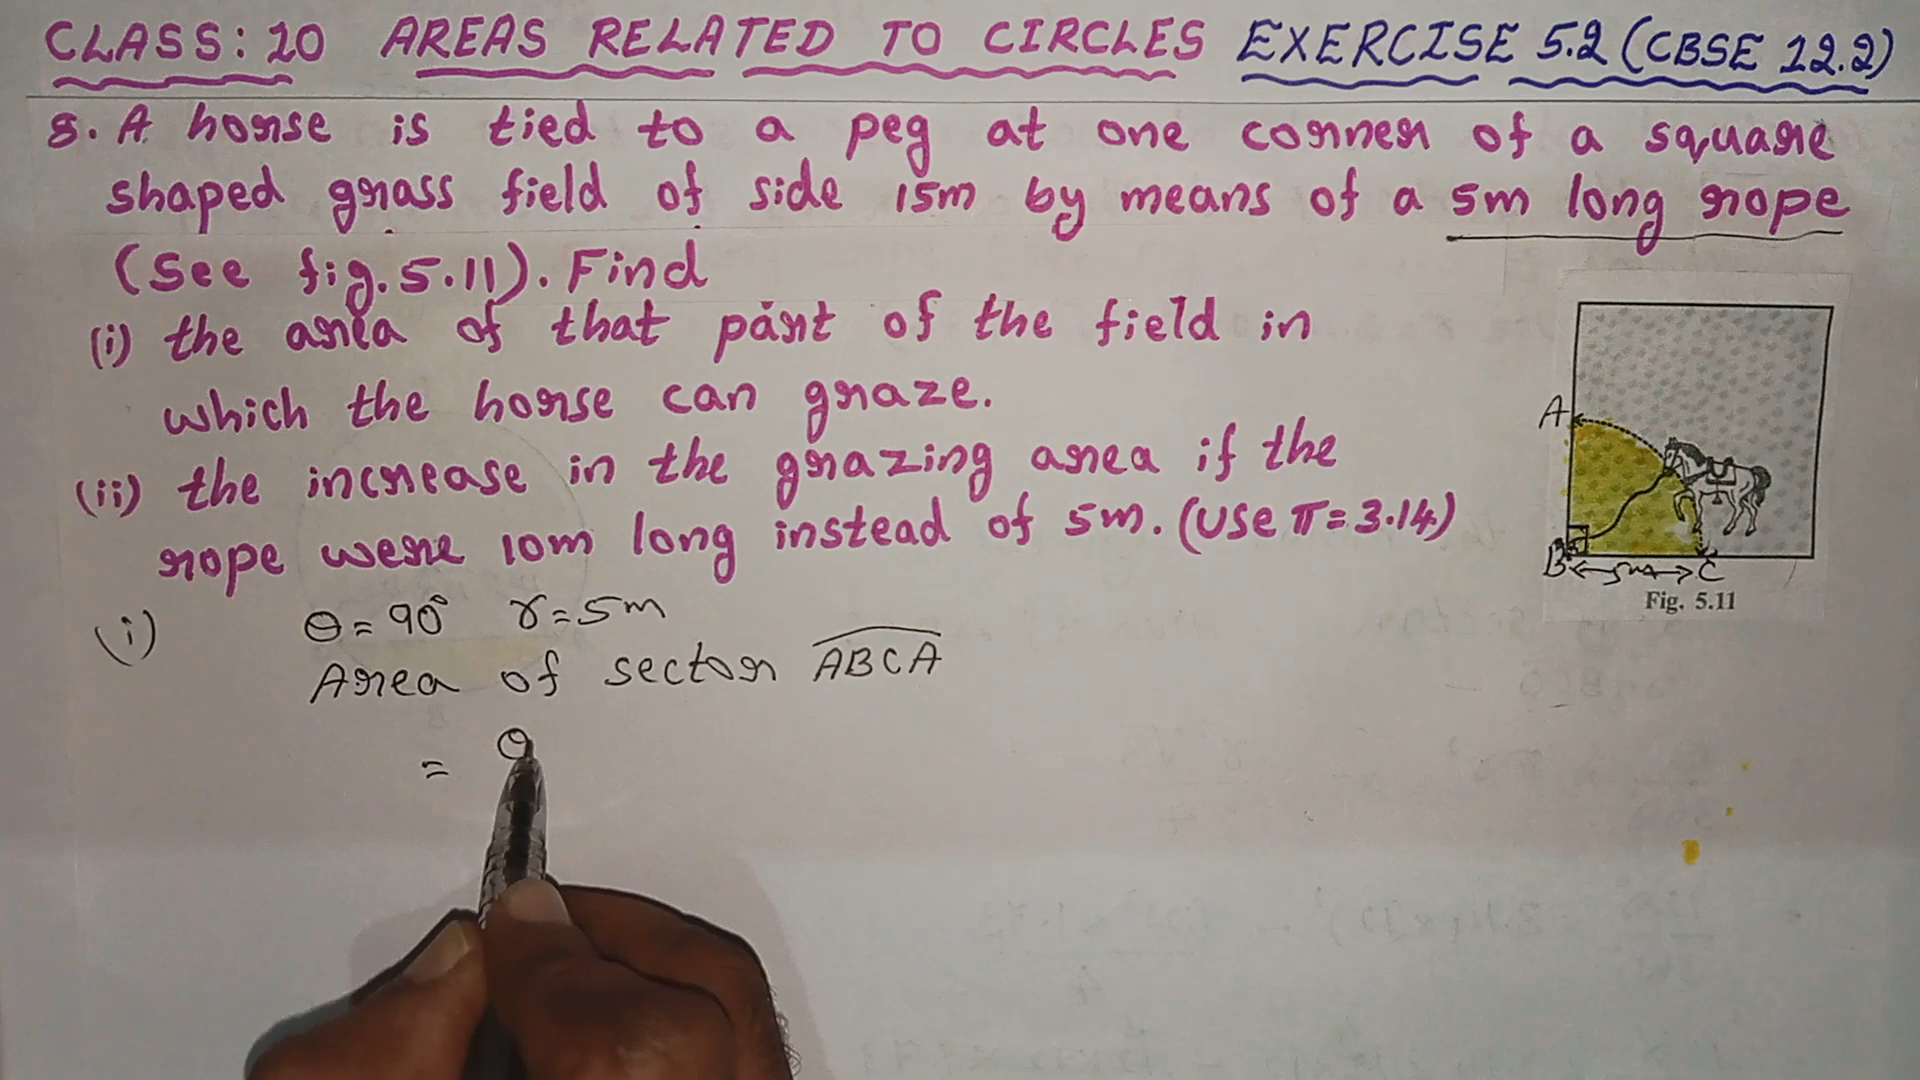 CLASS: 10 AREAS RELATED TO CIRCLES EXERCISE 5.2 (CBSE 12.2)
8. A horse is tied to a peg at one corner of a square
shaped grass field of side 15m by means of a 5m long rope
(See fig. 5.11). Find
(i) the area of that part of the field in
which the horse can graze.
(ii) the increase in the grazing area if the
rope were 10m long instead of 5m. (Use π = 3.14)
A
B 5m C
Fig. 5.11
(i) θ = 90° r = 5m
Area of sector ABCA
= θ